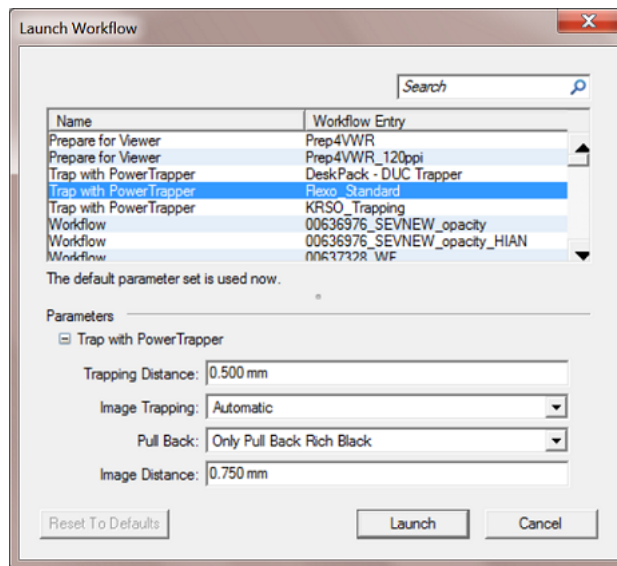 Launch Workflow
Search
Name Workflow Entry
Prepare for Viewer Prep4VWR
Prepare for Viewer Prep4VWR_120ppi
Trap with PowerTrapper DeskPack - DUC Trapper
Trap with PowerTrapper Flexo_Standard
Trap with PowerTrapper KRSO_Trapping
Workflow 00636976_SEVNEW_opacity
Workflow 00636976_SEVNEW_opacity_HIAN
Workflow 00637328_WF
The default parameter set is used now.
Parameters
Trap with PowerTrapper
Trapping Distance: 0.500 mm
Image Trapping: Automatic
Pull Back: Only Pull Back Rich Black
Image Distance: 0.750 mm
Reset To Defaults Launch Cancel